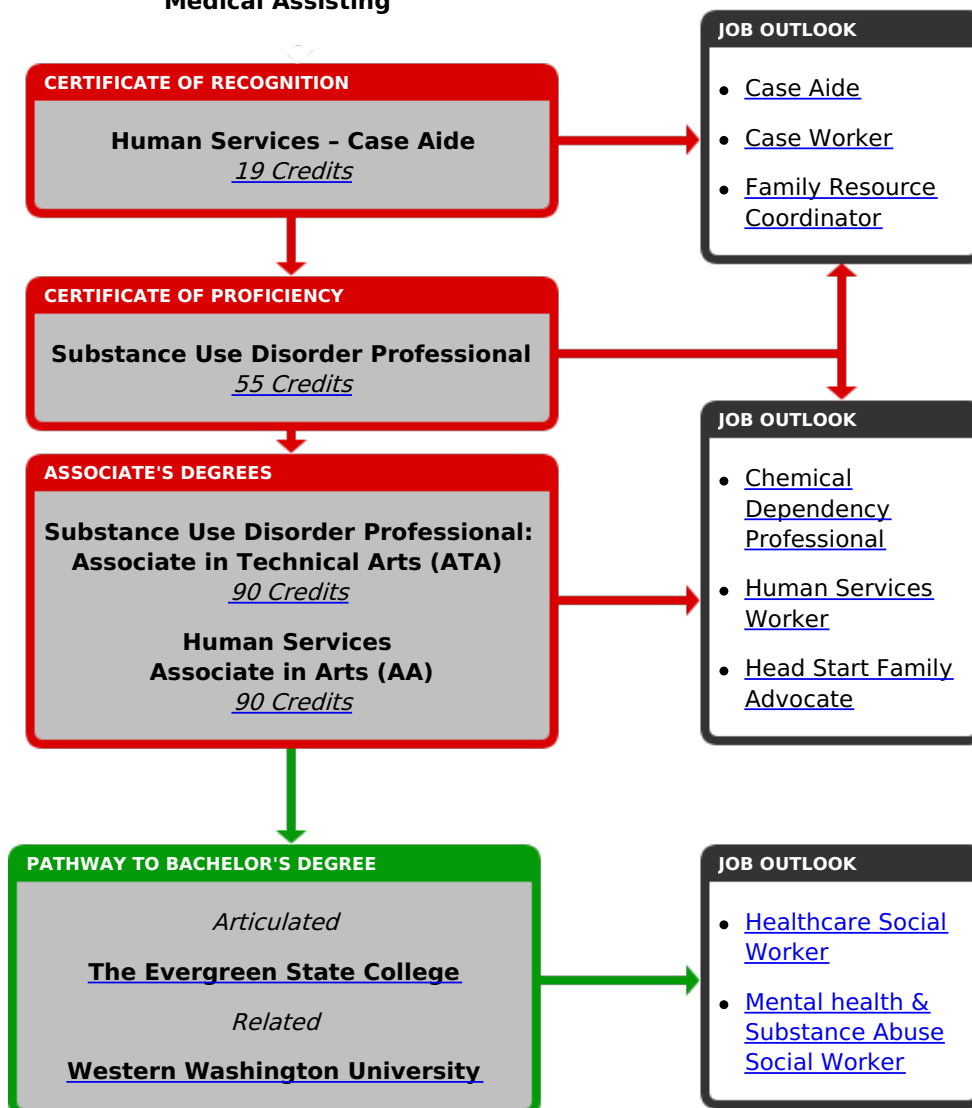 Medical Assisting
CERTIFICATE OF RECOGNITION
Human Services – Case Aide
19 Credits
JOB OUTLOOK
Case Aide
Case Worker
Family Resource
Coordinator
CERTIFICATE OF PROFICIENCY
Substance Use Disorder Professional
55 Credits
ASSOCIATE'S DEGREES
Substance Use Disorder Professional:
Associate in Technical Arts (ATA)
90 Credits
Human Services
Associate in Arts (AA)
90 Credits
JOB OUTLOOK
Chemical
Dependency
Professional
Human Services
Worker
Head Start Family
Advocate
PATHWAY TO BACHELOR'S DEGREE
Articulated
The Evergreen State College
Related
Western Washington University
JOB OUTLOOK
Healthcare Social
Worker
Mental health &
Substance Abuse
Social Worker